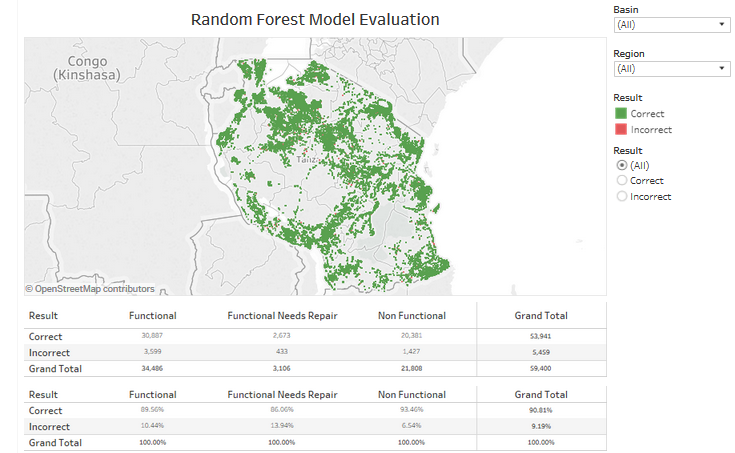 Random Forest Model Evaluation
Basin
(All)
Region
(All)
Result
Correct
Incorrect
Result
(All)
Correct
Incorrect
Congo
(Kinshasa)
© OpenStreetMap contributors
Result Functional Functional Needs Repair Non Functional Grand Total
Correct 30,887 2,673 20,381 53,941
Incorrect 3,599 433 1,427 5,459
Grand Total 34,486 3,106 21,808 59,400
Result Functional Functional Needs Repair Non Functional Grand Total
Correct 89.56% 86.06% 93.46% 90.81%
Incorrect 10.44% 13.94% 6.54% 9.19%
Grand Total 100.00% 100.00% 100.00% 100.00%